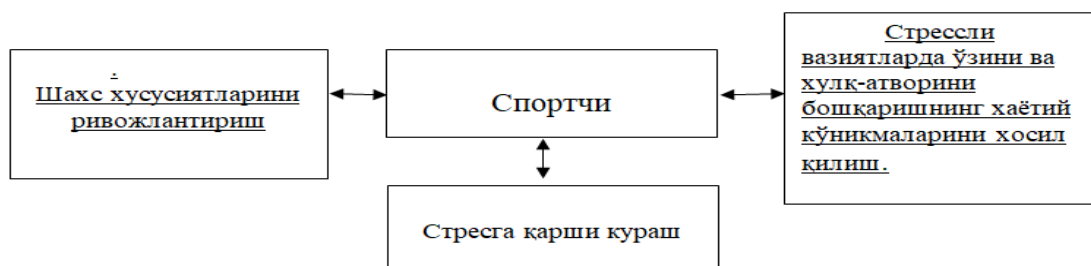 .
Шахс хусусиятларини
ривожлантириш
Спортчи
Стрессли
вазиятларда ўзини ва
хулқ-атворини
бошқаришнинг хаётий
кўникмаларини хосил
қилиш.
Стресга қарши кураш